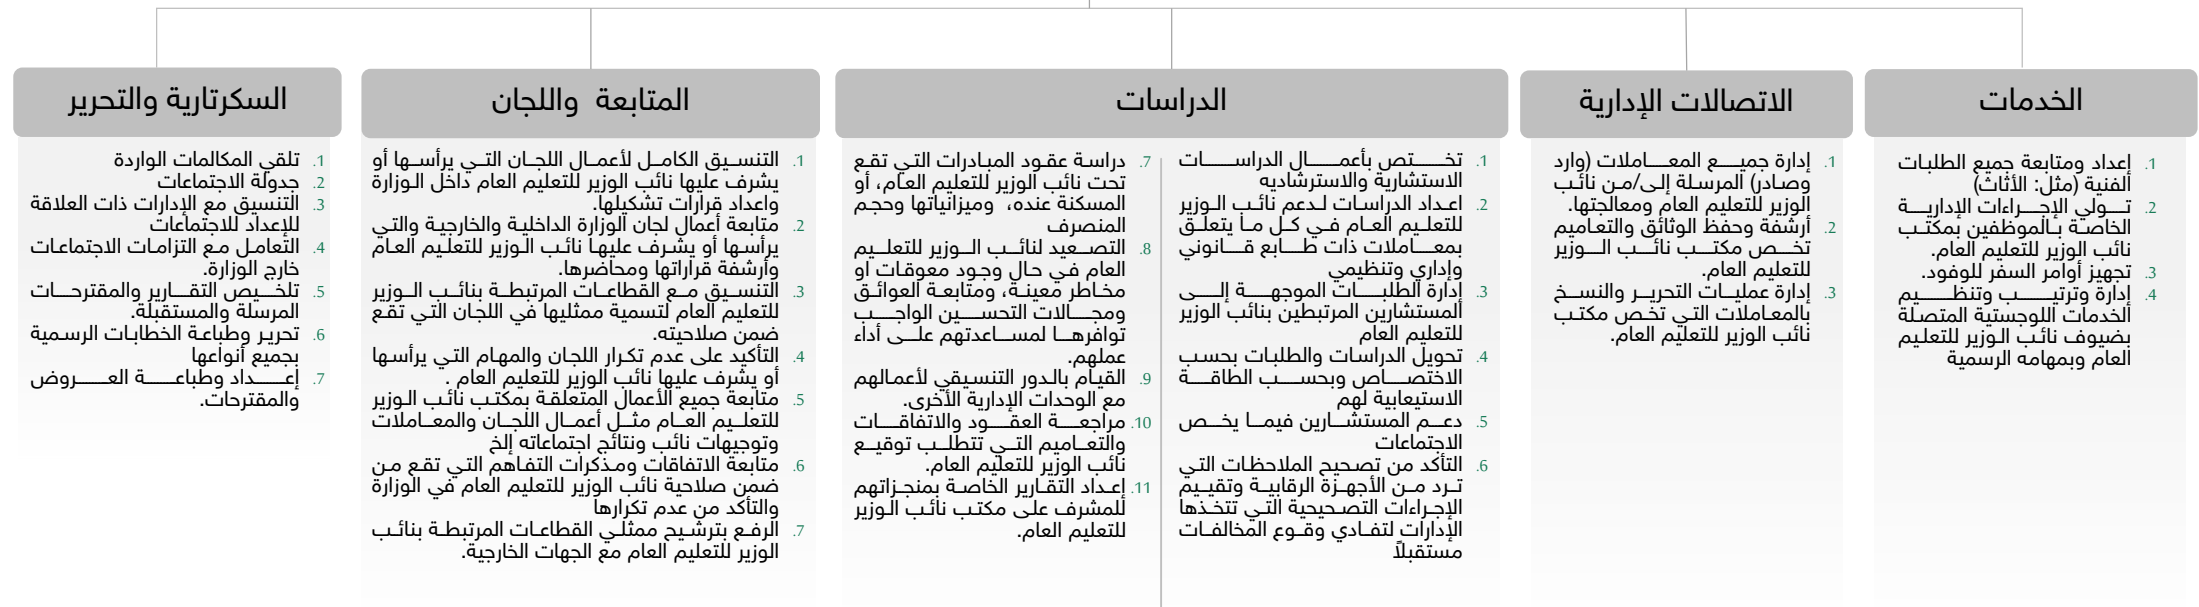 الخدمات
1. إعداد ومتابعة جميع الطلبات
الفنية (مثل: الأثاث)
2. تولي الإجراءات الإدارية
الخاصة بالموظفين بمكتب
نائب الوزير للتعليم العام.
3. تجهيز أوامر السفر للوفود.
4. إدارة وترتيب وتنظيم
الخدمات اللوجستية المتصلة
بضيوف نائب الوزير للتعليم
العام وبمهامه الرسمية
الاتصالات الإدارية
1. إدارة جميع المعاملات (وارد
وصادر) المرسلة إلى/من نائب
الوزير للتعليم العام ومعالجتها.
2. أرشفة وحفظ الوثائق والتعاميم
تخص مكتب نائب الوزير
للتعليم العام.
3. إدارة عمليات التحرير والنسخ
بالمعاملات التي تخص مكتب
نائب الوزير للتعليم العام.
الدراسات
1. تختص بأعمال الدراسات
الاستشارية والاسترشاديه
2. اعداد الدراسات لدعم نائب الوزير
للتعليم العام في كل ما يتعلق
بمعاملات ذات طابع قانوني
وإداري وتنظيمي
3. إدارة الطلبات الموجهة إلى
المستشارين المرتبطين بنائب الوزير
للتعليم العام
4. تحويل الدراسات والطلبات بحسب
الاختصاص وبحسب الطاقة
الاستيعابية لهم
5. دعم المستشارين فيما يخص
الاجتماعات
6. التأكد من تصحيح الملاحظات التي
ترد من الأجهزة الرقابية وتقييم
الإجراءات التصحيحية التي تتخذها
الإدارات لتفادي وقوع المخالفات
مستقبلاً
7. دراسة عقود المبادرات التي تقع
تحت نائب الوزير للتعليم العام، أو
المسكنة عنده، وميزانياتها وحجم
المنصرف
8. التصعيد لنائب الوزير للتعليم
العام في حال وجود معوقات او
مخاطر معينة، ومتابعة العوائق
ومجالات التحسين الواجب
توافرها لمساعدتهم على أداء
عملهم.
9. القيام بالدور التنسيقي لأعمالهم
مع الوحدات الإدارية الأخرى.
10. مراجعة العقود والاتفاقات
والتعاميم التي تتطلب توقيع
نائب الوزير للتعليم العام.
11. إعداد التقارير الخاصة بمنجزاتهم
للمشرف على مكتب نائب الوزير
للتعليم العام.
المتابعة واللجان
1. التنسيق الكامل لأعمال اللجان التي يرأسها أو
يشرف عليها نائب الوزير للتعليم العام داخل الوزارة
واعداد قرارات تشكيلها.
2. متابعة أعمال لجان الوزارة الداخلية والخارجية والتي
يرأسها أو يشرف عليها نائب الوزير للتعليم العام
وأرشفة قراراتها ومحاضرها.
3. التنسيق مع القطاعات المرتبطة بنائب الوزير
للتعليم العام لتسمية ممثليها في اللجان التي تقع
ضمن صلاحيته.
4. التأكيد على عدم تكرار اللجان والمهام التي يرأسها
أو يشرف عليها نائب الوزير للتعليم العام .
5. متابعة جميع الأعمال المتعلقة بمكتب نائب الوزير
للتعليم العام مثل أعمال اللجان والمعاملات
وتوجيهات نائب ونتائج اجتماعاته إلخ
6. متابعة الاتفاقات ومذكرات التفاهم التي تقع من
ضمن صلاحية نائب الوزير للتعليم العام في الوزارة
والتأكد من عدم تكرارها
7. الرفع بترشيح ممثلي القطاعات المرتبطة بنائب
الوزير للتعليم العام مع الجهات الخارجية.
السكرتارية والتحرير
1. تلقي المكالمات الواردة
2. جدولة الاجتماعات
3. التنسيق مع الإدارات ذات العلاقة
للإعداد للاجتماعات
4. التعامل مع التزامات الاجتماعات
خارج الوزارة.
5. تلخيص التقارير والمقترحات
المرسلة والمستقبلة.
6. تحرير وطباعة الخطابات الرسمية
بجميع أنواعها
7. إعداد وطباعة العروض
والمقترحات.